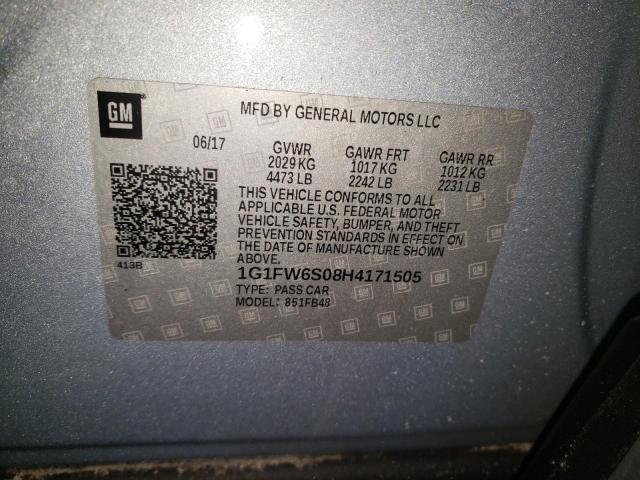 GM
MFD BY GENERAL MOTORS LLC
06/17
GVWR GAWR FRT GAWR RR
2029 KG 1017 KG 1012 KG
4473 LB 2242 LB 2231 LB
THIS VEHICLE CONFORMS TO ALL
APPLICABLE U.S. FEDERAL MOTOR
VEHICLE SAFETY, BUMPER, AND THEFT
PREVENTION STANDARDS IN EFFECT ON
THE DATE OF MANUFACTURE SHOWN
ABOVE.
413B
1G1FW6S08H4171505
TYPE: PASS CAR
MODEL: 851FB48